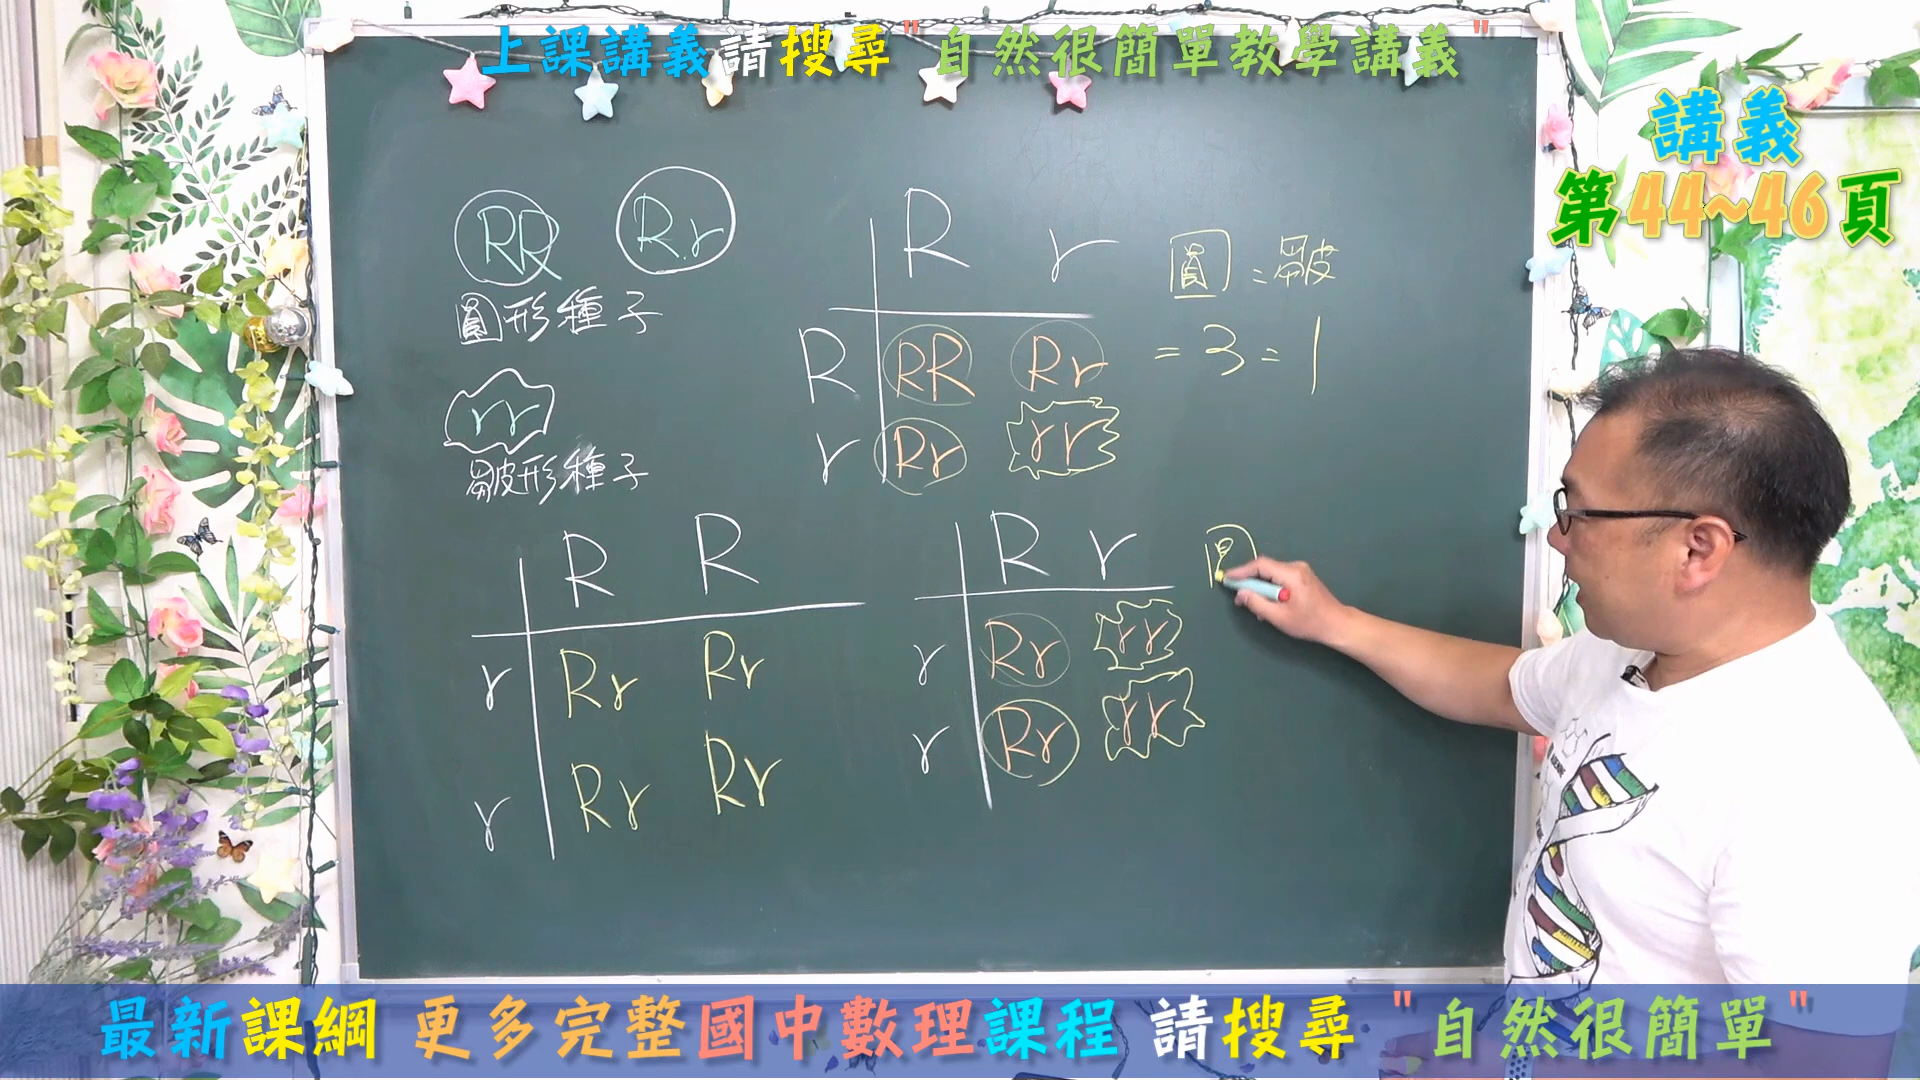 上課講義請搜尋"自然很簡單教學講義"
講義
第44~46頁
RR Rr
圓形種子
rr
皺形種子
R r
R RR Rr
r Rr rr
圓:皺
=3:1
R R
r Rr Rr
r Rr Rr
R r
r Rr rr
r Rr rr
圓
最新課綱 更多完整國中數理課程 請搜尋"自然很簡單"